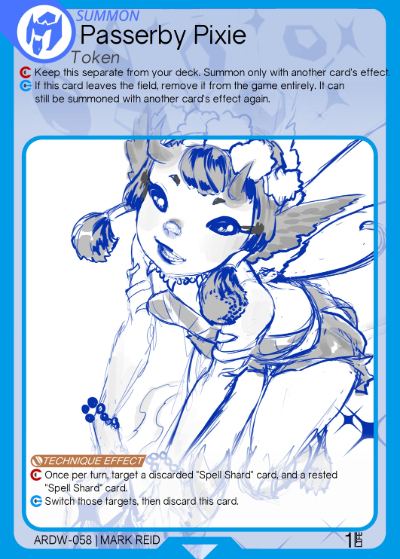 SUMMON
Passerby Pixie
Token
C Keep this separate from your deck. Summon only with another card's effect.
C If this card leaves the field, remove it from the game entirely. It can
still be summoned with another card's effect again.
TECHNIQUE EFFECT
C Once per turn, target a discarded "Spell Shard" card, and a rested
"Spell Shard" card.
C Switch those targets, then discard this card.
ARDW-058 | MARK REID
1 LIFE